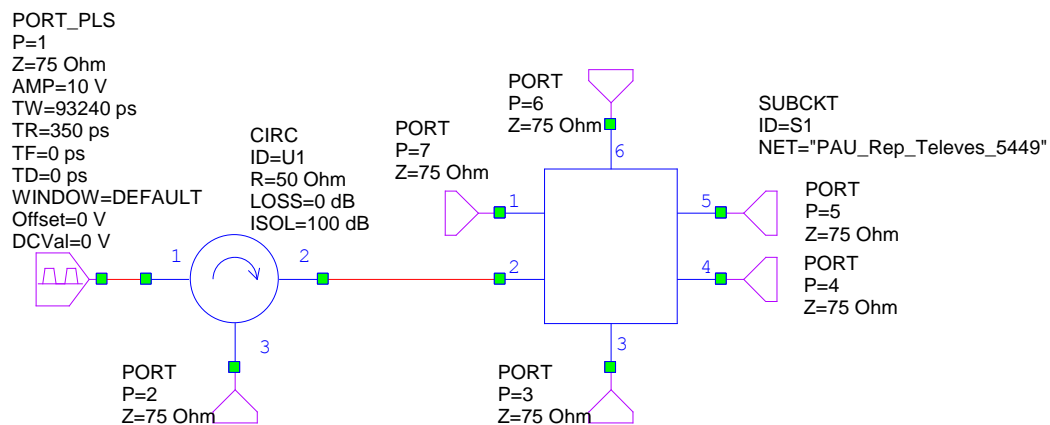 PORT_PLS
P=1
Z=75 Ohm
AMP=10 V
TW=93240 ps
TR=350 ps
TF=0 ps
TD=0 ps
WINDOW=DEFAULT
Offset=0 V
DCVal=0 V
CIRC
ID=U1
R=50 Ohm
LOSS=0 dB
ISOL=100 dB
1
2
3
PORT
P=2
Z=75 Ohm
PORT
P=7
Z=75 Ohm
PORT
P=6
Z=75 Ohm
6
1
5
2
4
3
SUBCKT
ID=S1
NET="PAU_Rep_Televes_5449"
PORT
P=5
Z=75 Ohm
PORT
P=4
Z=75 Ohm
PORT
P=3
Z=75 Ohm